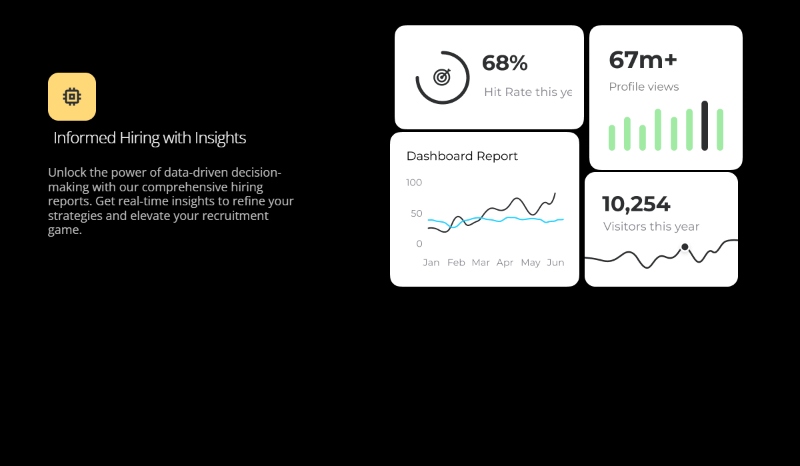 Informed Hiring with Insights
Unlock the power of data-driven decision-
making with our comprehensive hiring
reports. Get real-time insights to refine your
strategies and elevate your recruitment
game.
68%
Hit Rate this ye
67m+
Profile views
Dashboard Report
100
50
0
Jan Feb Mar Apr May Jun
10,254
Visitors this year